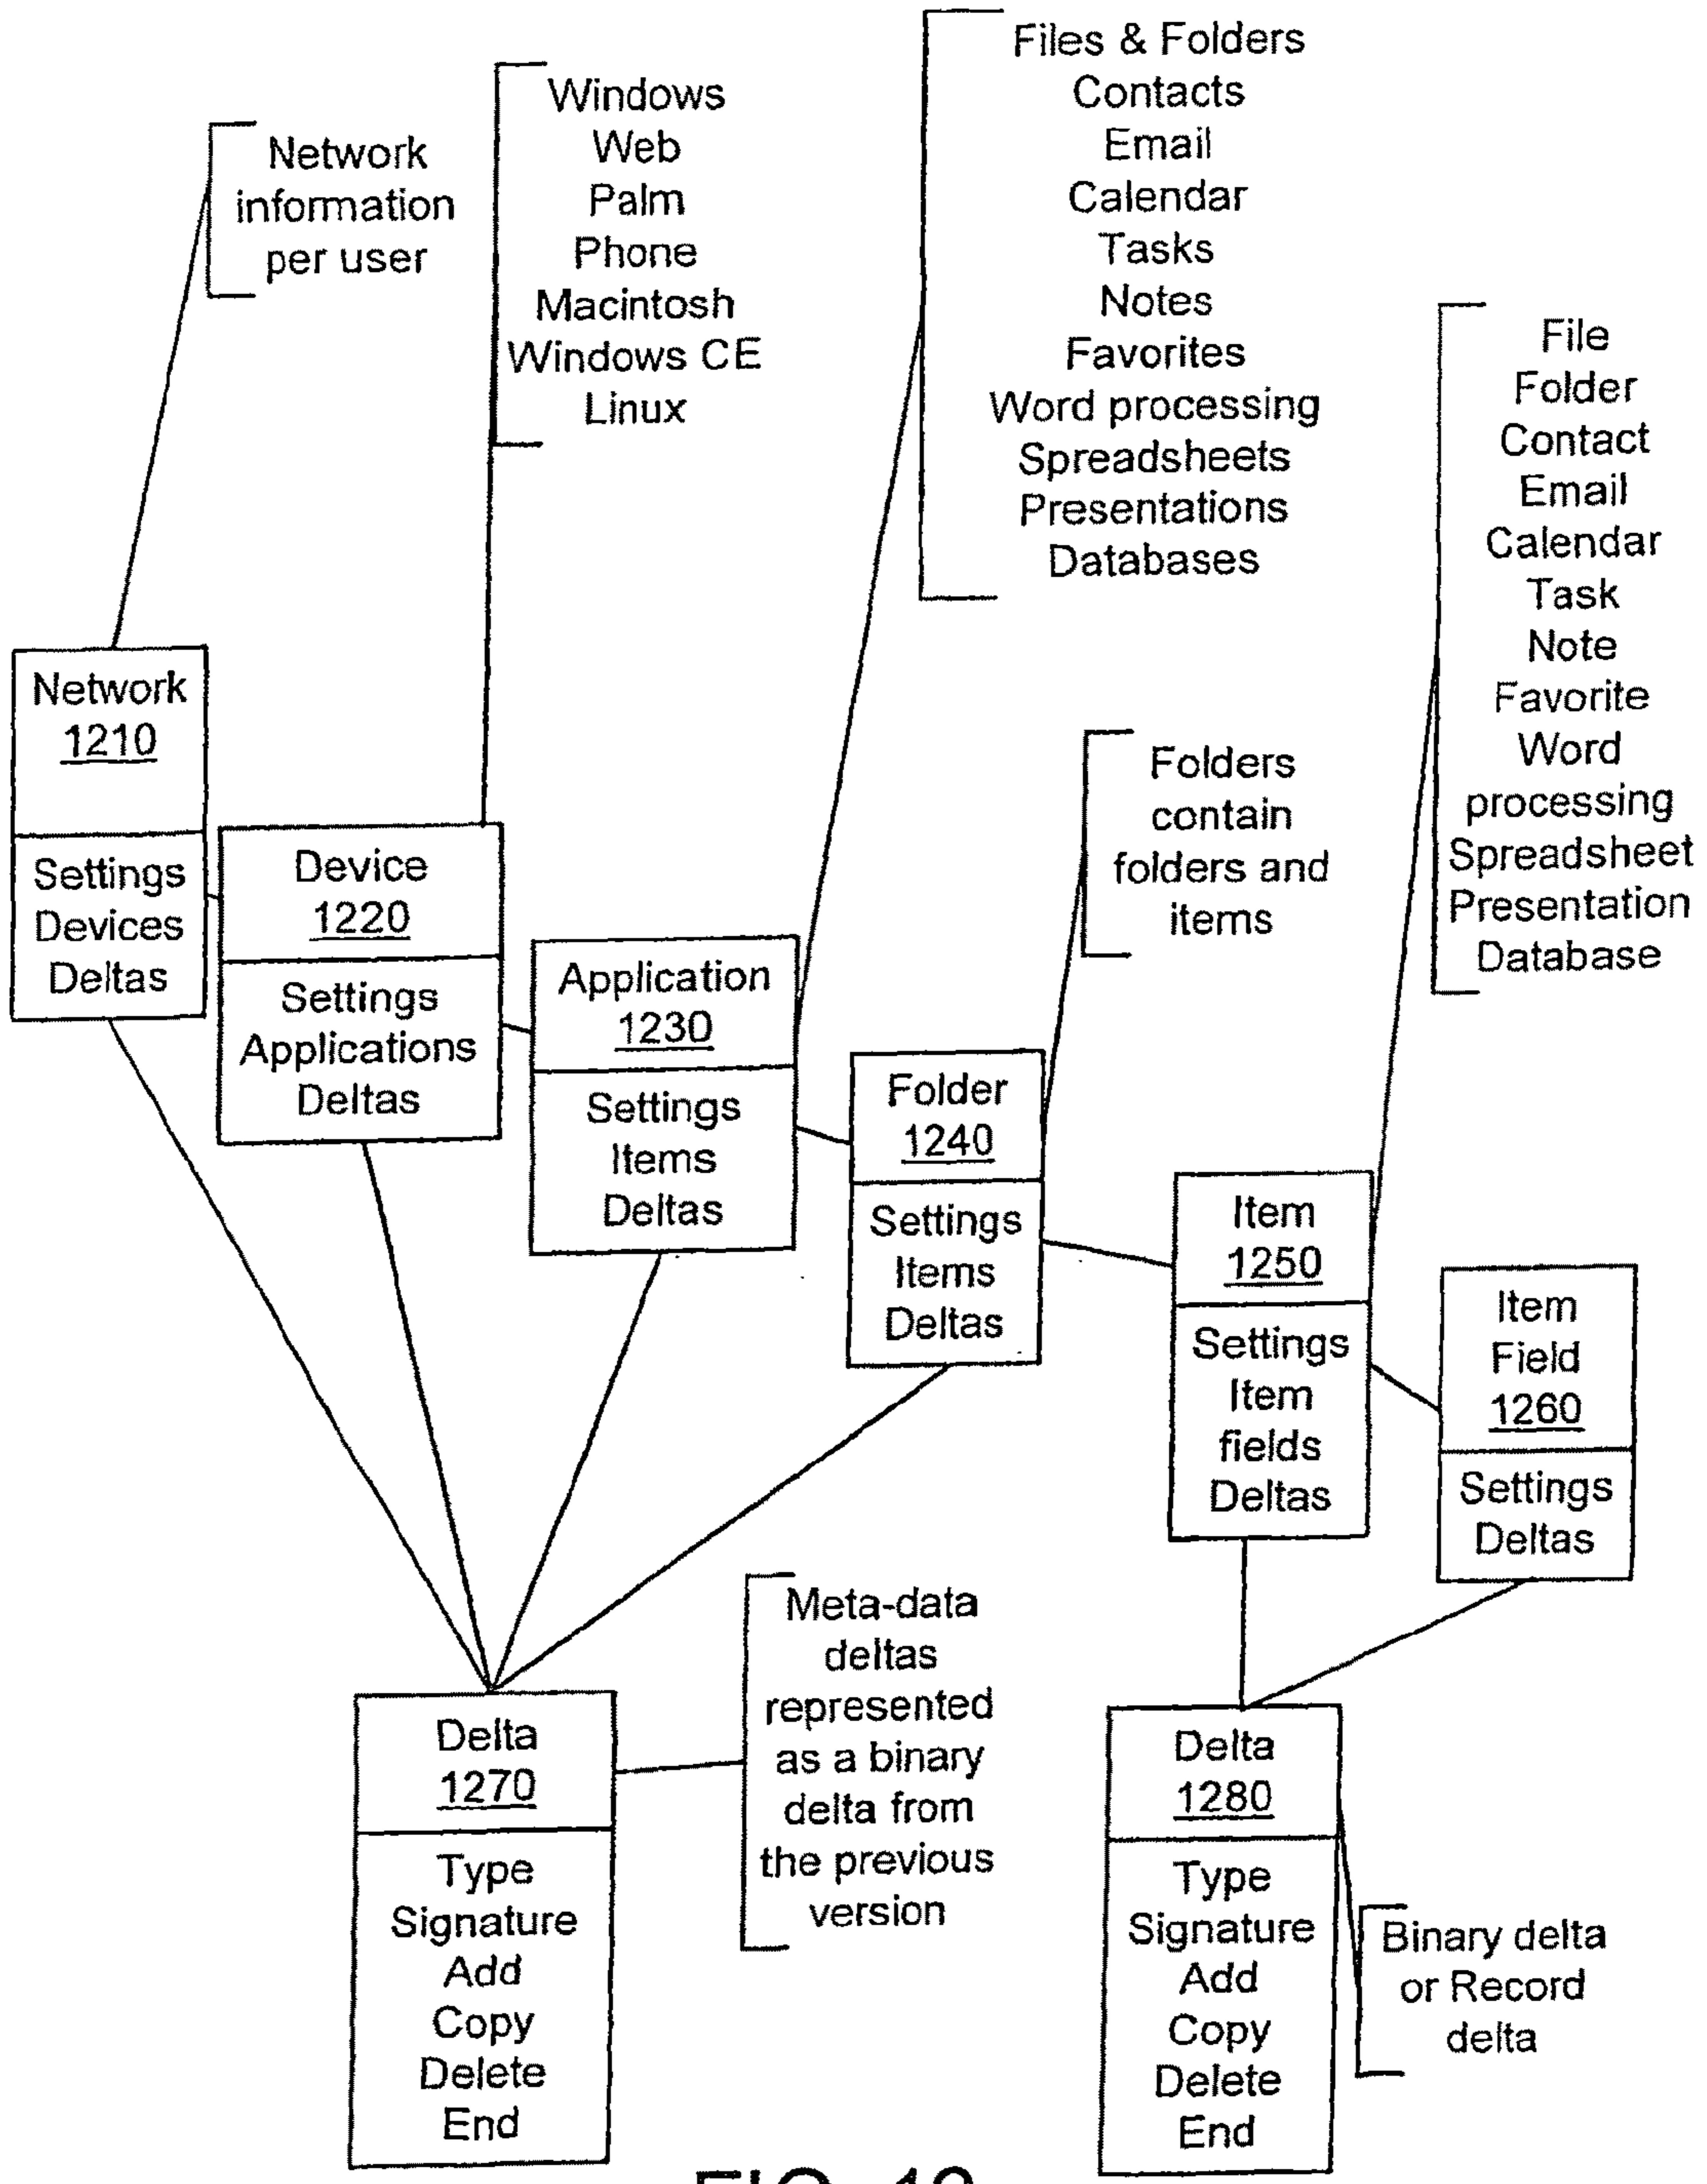 Network
information
per user
Windows
Web
Palm
Phone
Macintosh
Windows CE
Linux
Files & Folders
Contacts
Email
Calendar
Tasks
Notes
Favorites
Word processing
Spreadsheets
Presentations
Databases
File
Folder
Contact
Email
Calendar
Task
Note
Favorite
Word
processing
Spreadsheet
Presentation
Database
Folders
contain
folders and
items
Network
1210
Settings
Devices
Deltas
Device
1220
Settings
Applications
Deltas
Application
1230
Settings
Items
Deltas
Folder
1240
Settings
Items
Deltas
Item
1250
Settings
Item
fields
Deltas
Item
Field
1260
Settings
Deltas
Delta
1270
Type
Signature
Add
Copy
Delete
End
Meta-data
deltas
represented
as a binary
delta from
the previous
version
Delta
1280
Type
Signature
Add
Copy
Delete
End
Binary delta
or Record
delta
FIG.